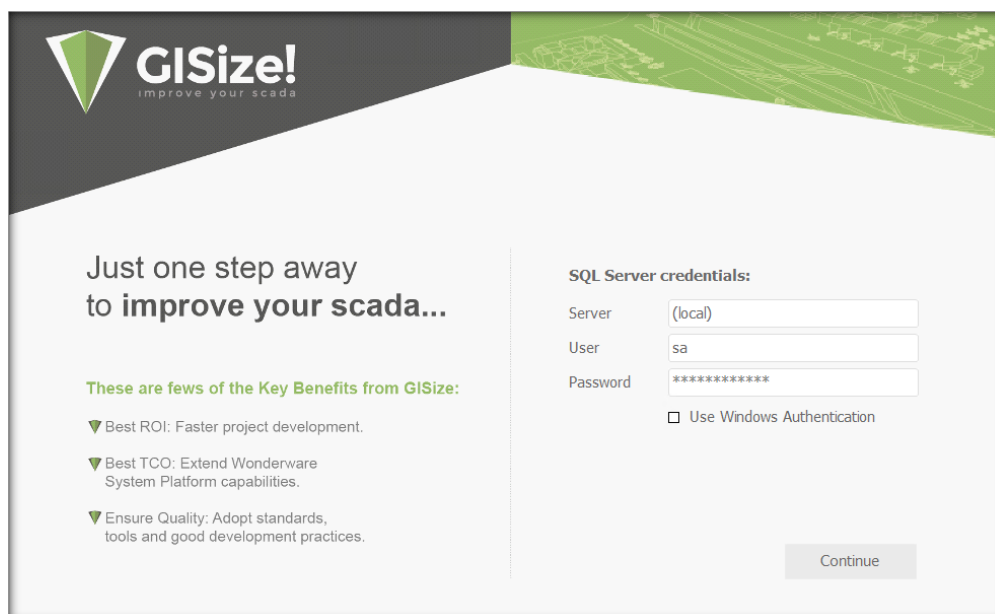 GISize!
improve your scada
Just one step away
to improve your scada...
These are fews of the Key Benefits from GISize:
Best ROI: Faster project development.
Best TCO: Extend Wonderware
System Platform capabilities.
Ensure Quality: Adopt standards,
tools and good development practices.
SQL Server credentials:
Server (local)
User sa
Password ************
Use Windows Authentication
Continue